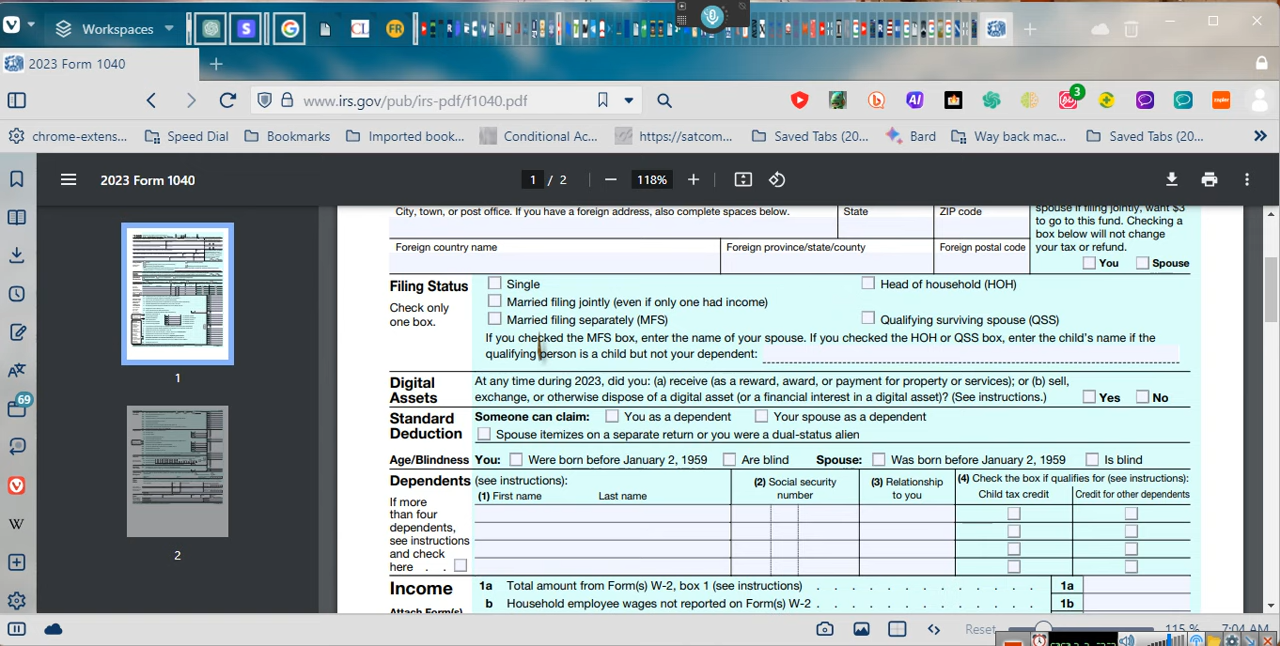 Workspaces
CL
FR
2023 Form 1040
www.irs.gov/pub/irs-pdf/f1040.pdf
AI
3
chrome-extens...
Speed Dial
Bookmarks
Imported book...
Conditional Ac...
https://satcom...
Saved Tabs (20...
Bard
Way back mac...
Saved Tabs (20...
2023 Form 1040
1 / 2
118%
City, town, or post office. If you have a foreign address, also complete spaces below.
State
ZIP code
spouse if filing jointly, want $3
to go to this fund. Checking a
box below will not change
your tax or refund.
You Spouse
Foreign country name
Foreign province/state/county
Foreign postal code
Filing Status
Check only
one box.
Single
Married filing jointly (even if only one had income)
Married filing separately (MFS)
Head of household (HOH)
Qualifying surviving spouse (QSS)
If you checked the MFS box, enter the name of your spouse. If you checked the HOH or QSS box, enter the child's name if the
qualifying person is a child but not your dependent:
Digital
Assets
At any time during 2023, did you: (a) receive (as a reward, award, or payment for property or services); or (b) sell,
exchange, or otherwise dispose of a digital asset (or a financial interest in a digital asset)? (See instructions.)
Yes No
Standard
Deduction
Someone can claim: You as a dependent Your spouse as a dependent
Spouse itemizes on a separate return or you were a dual-status alien
Age/Blindness You: Were born before January 2, 1959 Are blind Spouse: Was born before January 2, 1959 Is blind
Dependents (see instructions):
If more
than four
dependents,
see instructions
and check
here . .
(1) First name Last name
(2) Social security
number
(3) Relationship
to you
(4) Check the box if qualifies for (see instructions):
Child tax credit
Credit for other dependents
Income
1a Total amount from Form(s) W-2, box 1 (see instructions) . . . . . . . . . . . . . 1a
b Household employee wages not reported on Form(s) W-2 . . . . . . . . . . . . . 1b
Attach Form(s)
1
2
69
W
Reset
115 %
7:04 AM